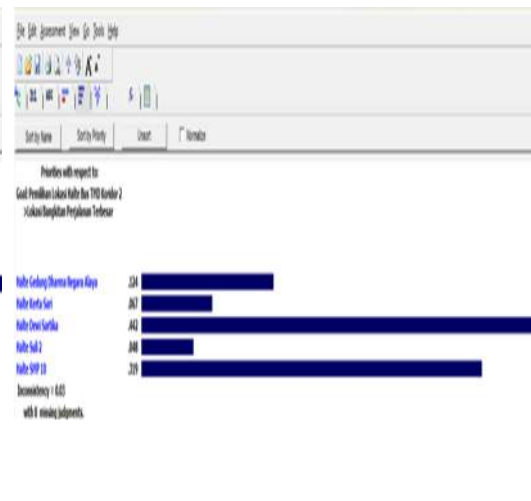 File Edit Assessment View Go Tools Help
Sort by Name Sort by Priority Unsort Normalize
Priorities with respect to:
Goal: Pemilihan Lokasi Halte Bus TMD Koridor 2
>Lokasi Bangkitan Perjalanan Terbesar
Halte Gedung Dharma Negara Alaya .124
Halte Kerta Sari .067
Halte Dewi Sartika .442
Halte Suli 2 .048
Halte SMP 10 .319
Inconsistency = 0.03
with 0 missing judgments.